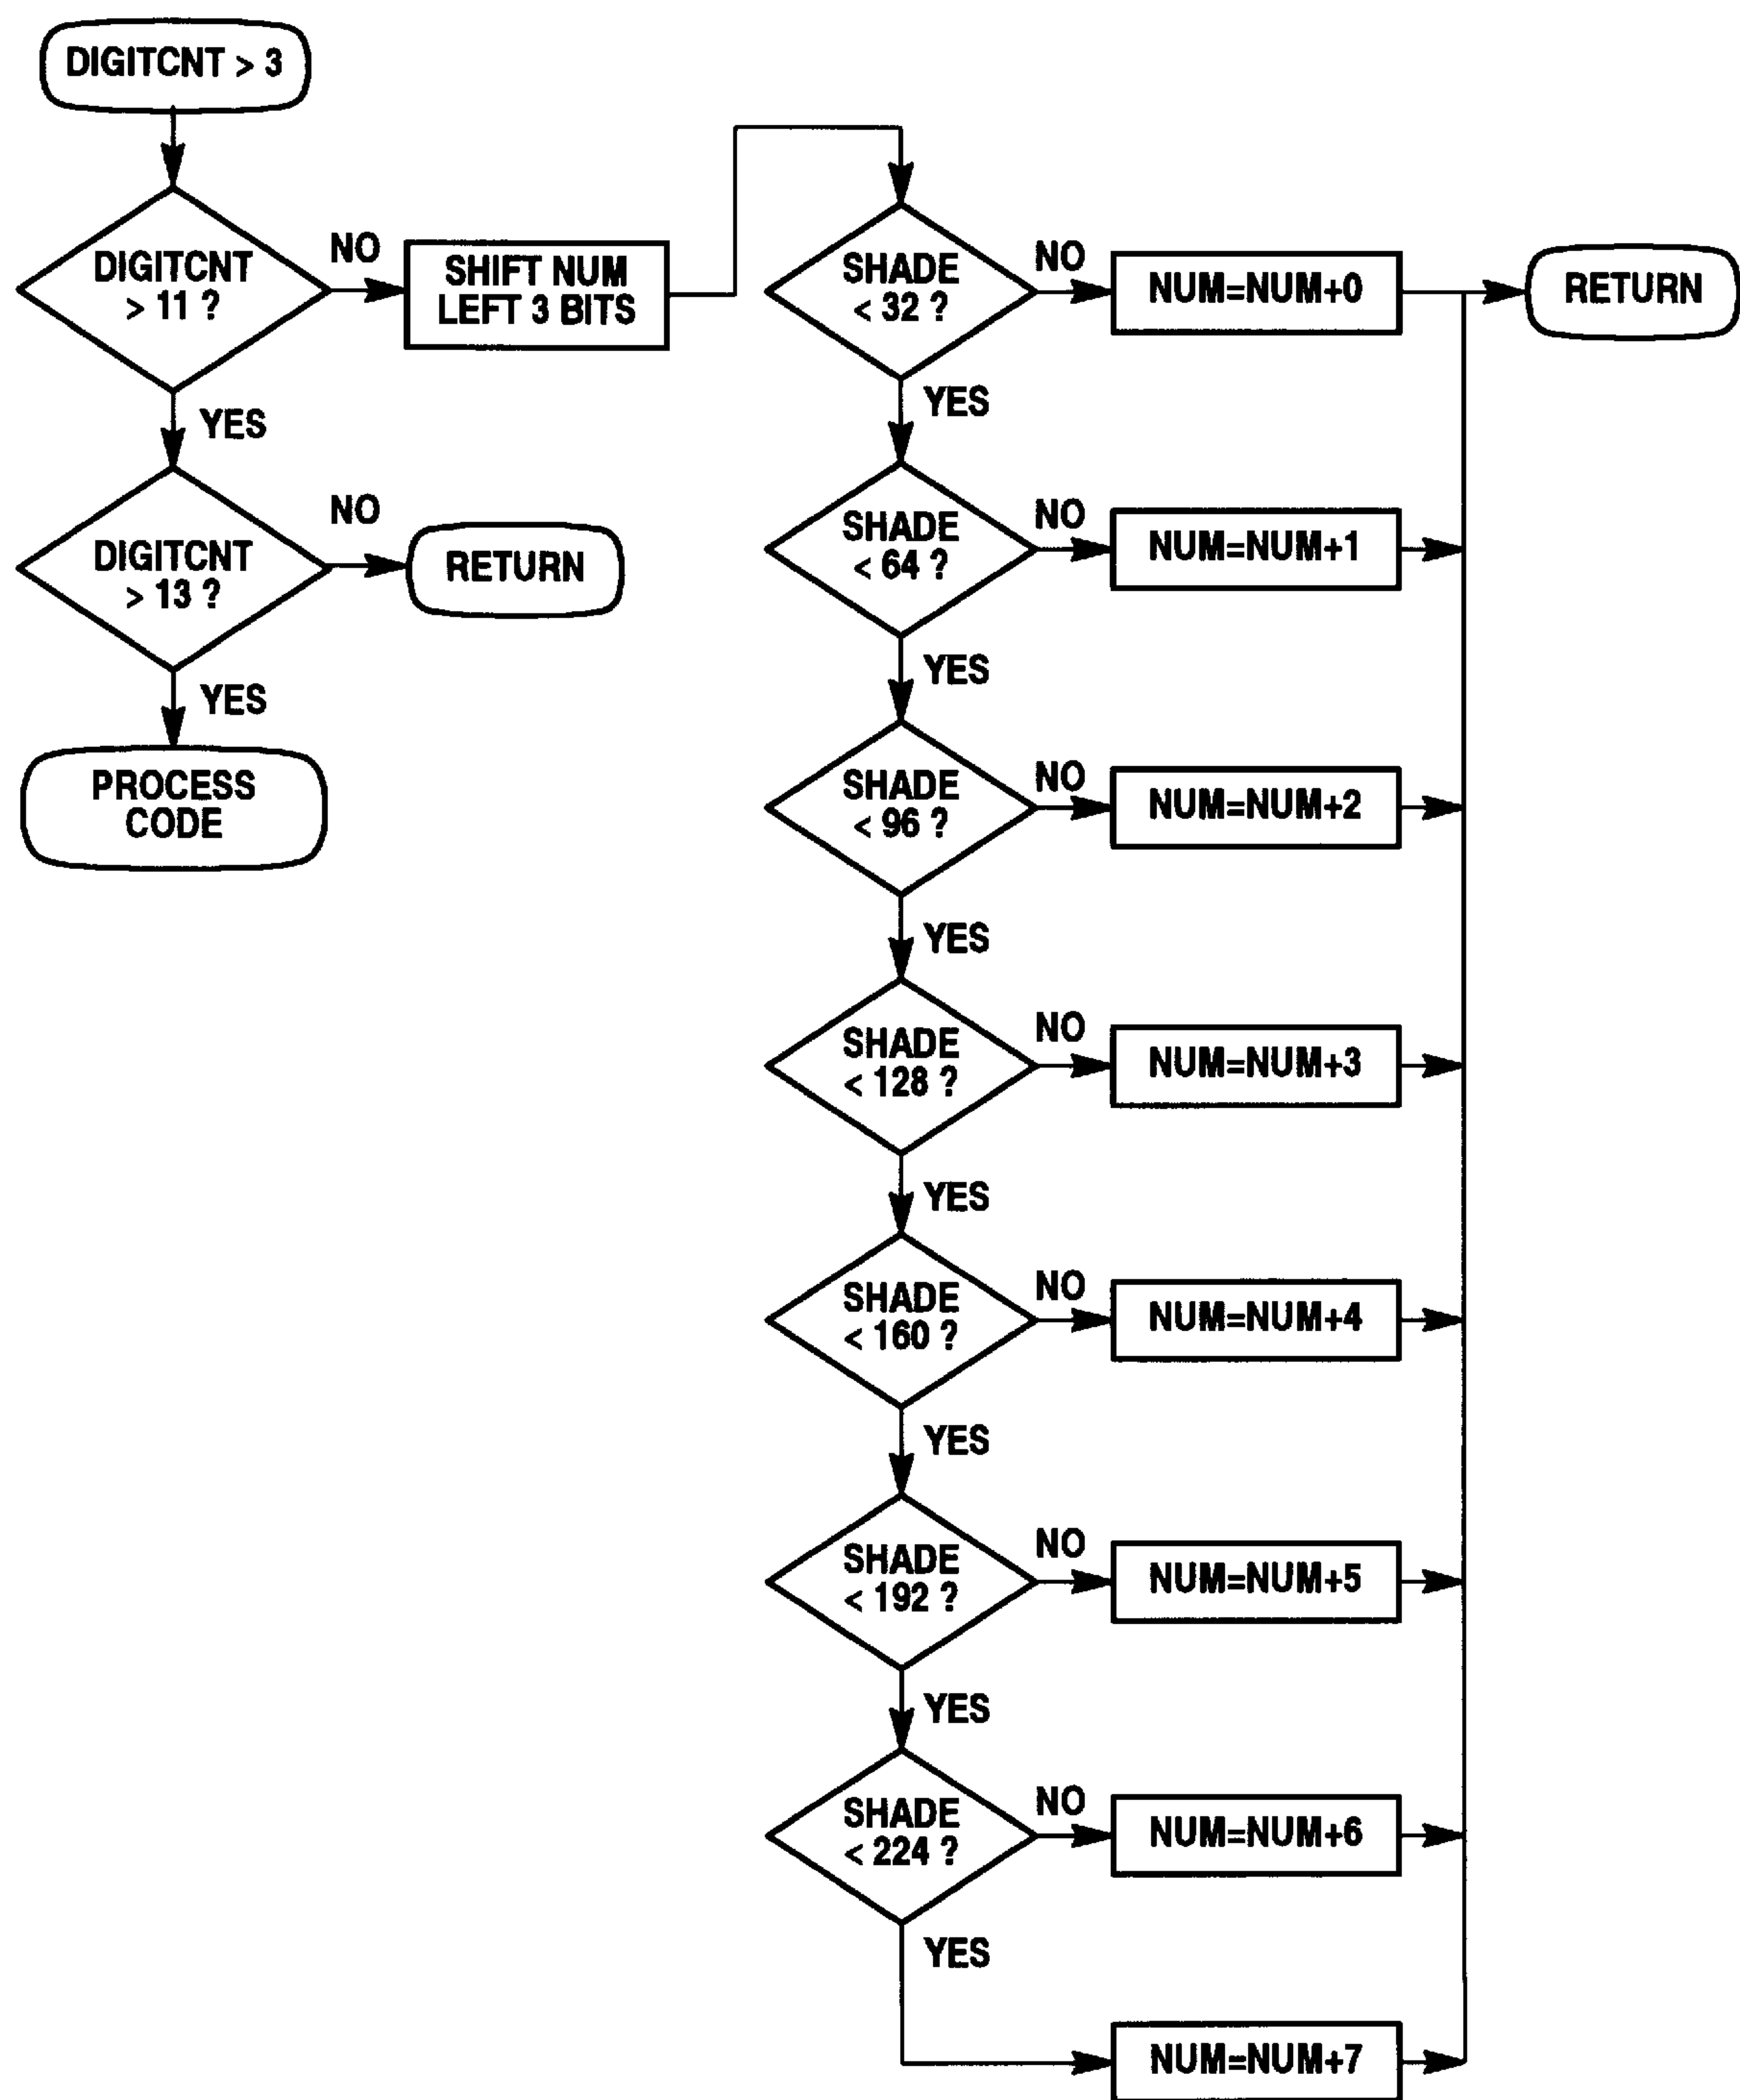 DIGITCNT > 3
DIGITCNT
> 11 ?
NO
SHIFT NUM
LEFT 3 BITS
YES
DIGITCNT
> 13 ?
NO
RETURN
YES
PROCESS
CODE
SHADE
< 32 ?
NO
NUM=NUM+0
RETURN
YES
SHADE
< 64 ?
NO
NUM=NUM+1
YES
SHADE
< 96 ?
NO
NUM=NUM+2
YES
SHADE
< 128 ?
NO
NUM=NUM+3
YES
SHADE
< 160 ?
NO
NUM=NUM+4
YES
SHADE
< 192 ?
NO
NUM=NUM+5
YES
SHADE
< 224 ?
NO
NUM=NUM+6
YES
NUM=NUM+7